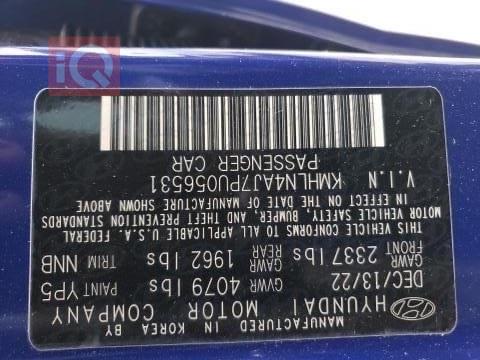 iQ
MANUFACTURED IN KOREA BY
HYUNDAI MOTOR COMPANY
DEC/13/22 GVWR 4079 lbs PAINT YP5
GAWR FRONT 2337 lbs GAWR REAR 1962 lbs TRIM NNB
THIS VEHICLE CONFORMS TO ALL APPLICABLE U.S.A. FEDERAL
MOTOR VEHICLE SAFETY, BUMPER, AND THEFT PREVENTION STANDARDS
IN EFFECT ON THE DATE OF MANUFACTURE SHOWN ABOVE
V.I.N KMHLN4AJ7PU056531
PASSENGER CAR